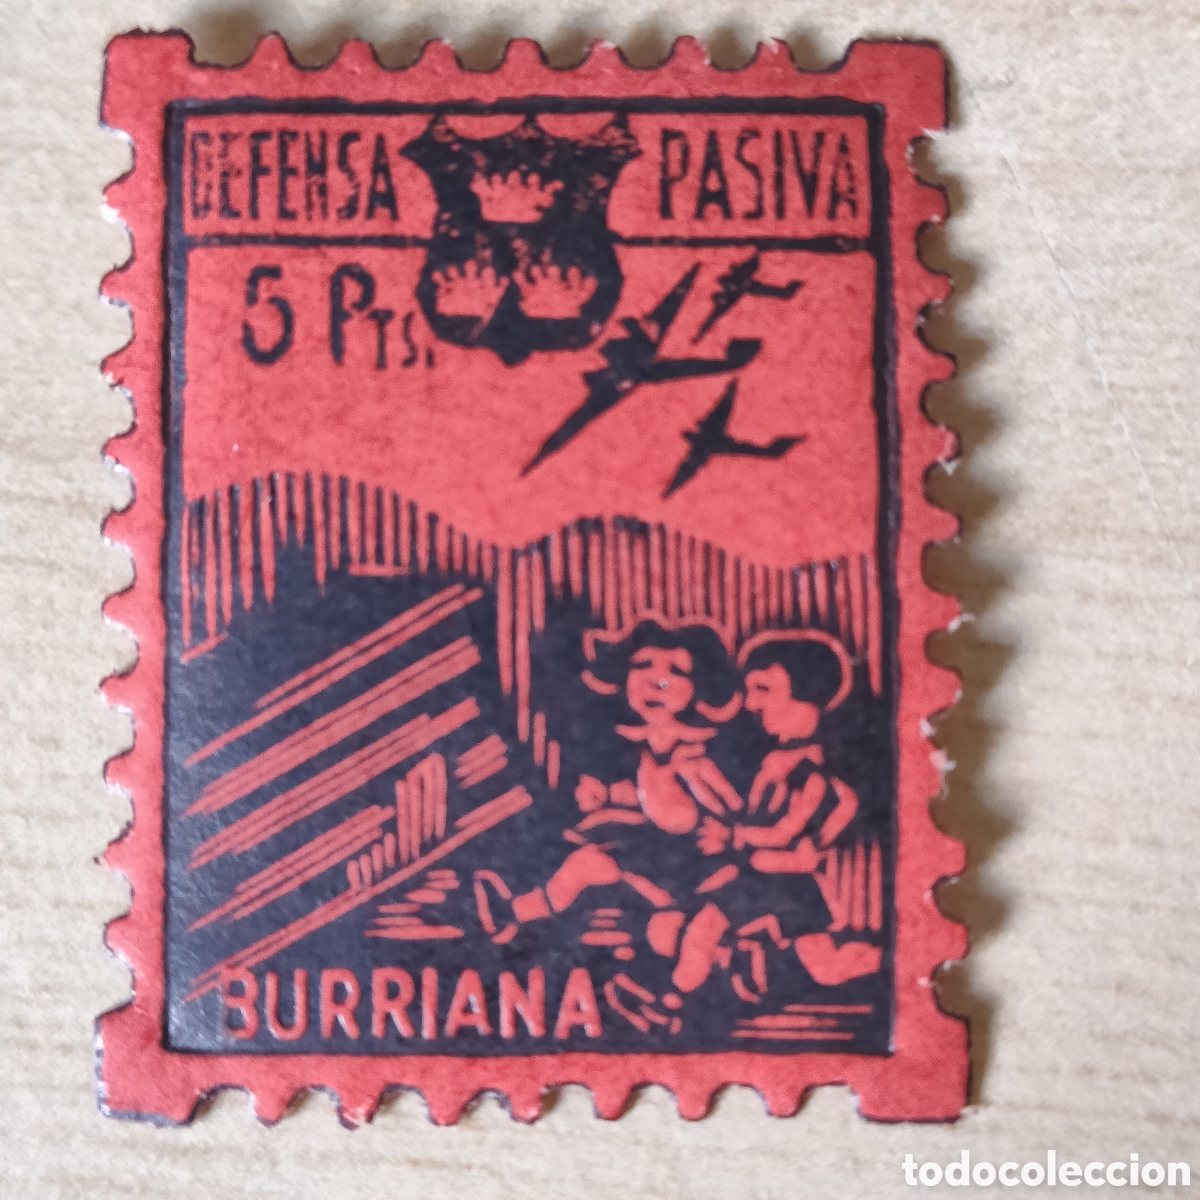 DEFENSA PASIVA
5 PTS.
BURRIANA
todocoleccion